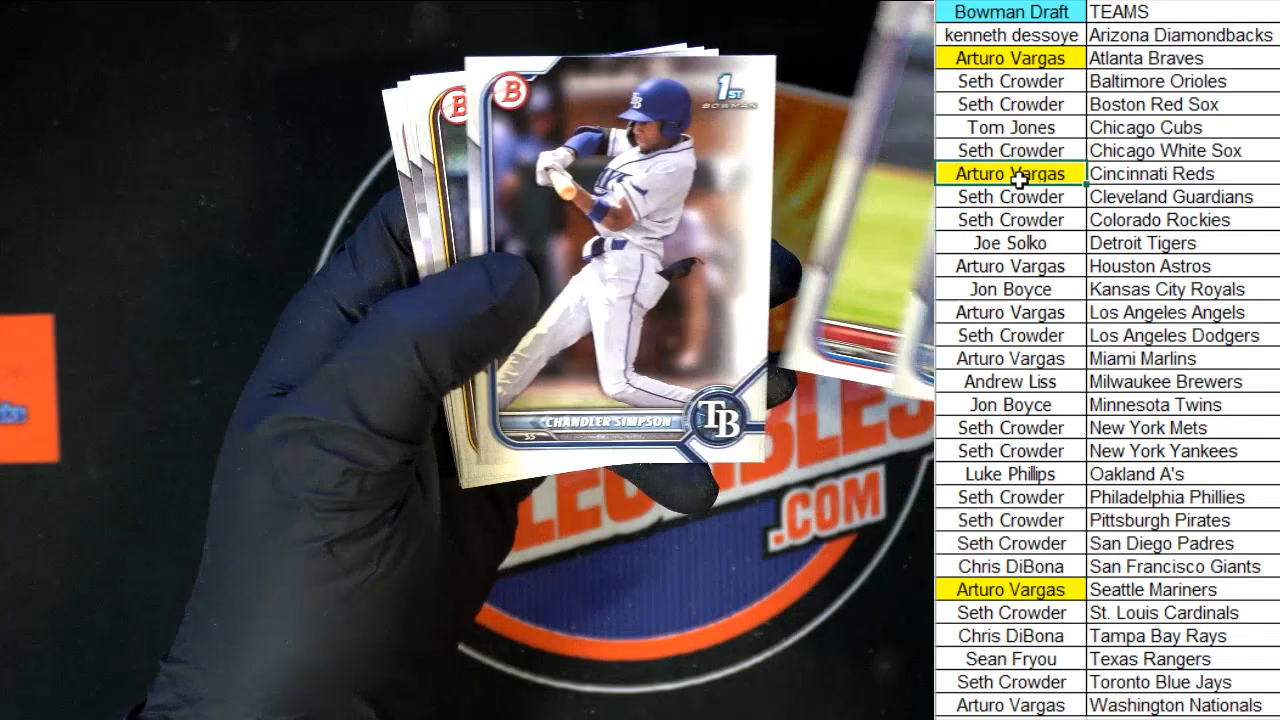 B
1ST
BOWMAN
B
TB
CHANDLER SIMPSON
SS
TB
.COM
Bowman Draft TEAMS
kenneth dessoye Arizona Diamondbacks
Arturo Vargas Atlanta Braves
Seth Crowder Baltimore Orioles
Seth Crowder Boston Red Sox
Tom Jones Chicago Cubs
Seth Crowder Chicago White Sox
Arturo Vargas Cincinnati Reds
Seth Crowder Cleveland Guardians
Seth Crowder Colorado Rockies
Joe Solko Detroit Tigers
Arturo Vargas Houston Astros
Jon Boyce Kansas City Royals
Arturo Vargas Los Angeles Angels
Seth Crowder Los Angeles Dodgers
Arturo Vargas Miami Marlins
Andrew Liss Milwaukee Brewers
Jon Boyce Minnesota Twins
Seth Crowder New York Mets
Seth Crowder New York Yankees
Luke Phillips Oakland A's
Seth Crowder Philadelphia Phillies
Seth Crowder Pittsburgh Pirates
Seth Crowder San Diego Padres
Chris DiBona San Francisco Giants
Arturo Vargas Seattle Mariners
Seth Crowder St. Louis Cardinals
Chris DiBona Tampa Bay Rays
Sean Fryou Texas Rangers
Seth Crowder Toronto Blue Jays
Arturo Vargas Washington Nationals